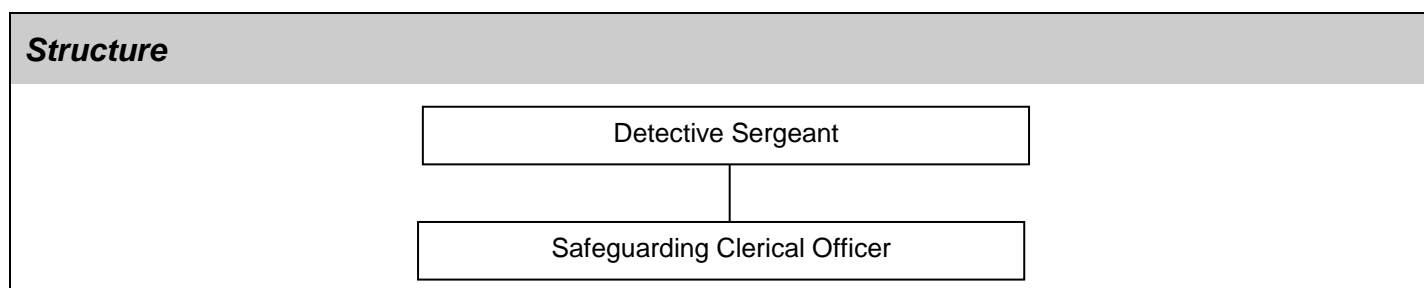 Structure
Detective Sergeant
Safeguarding Clerical Officer